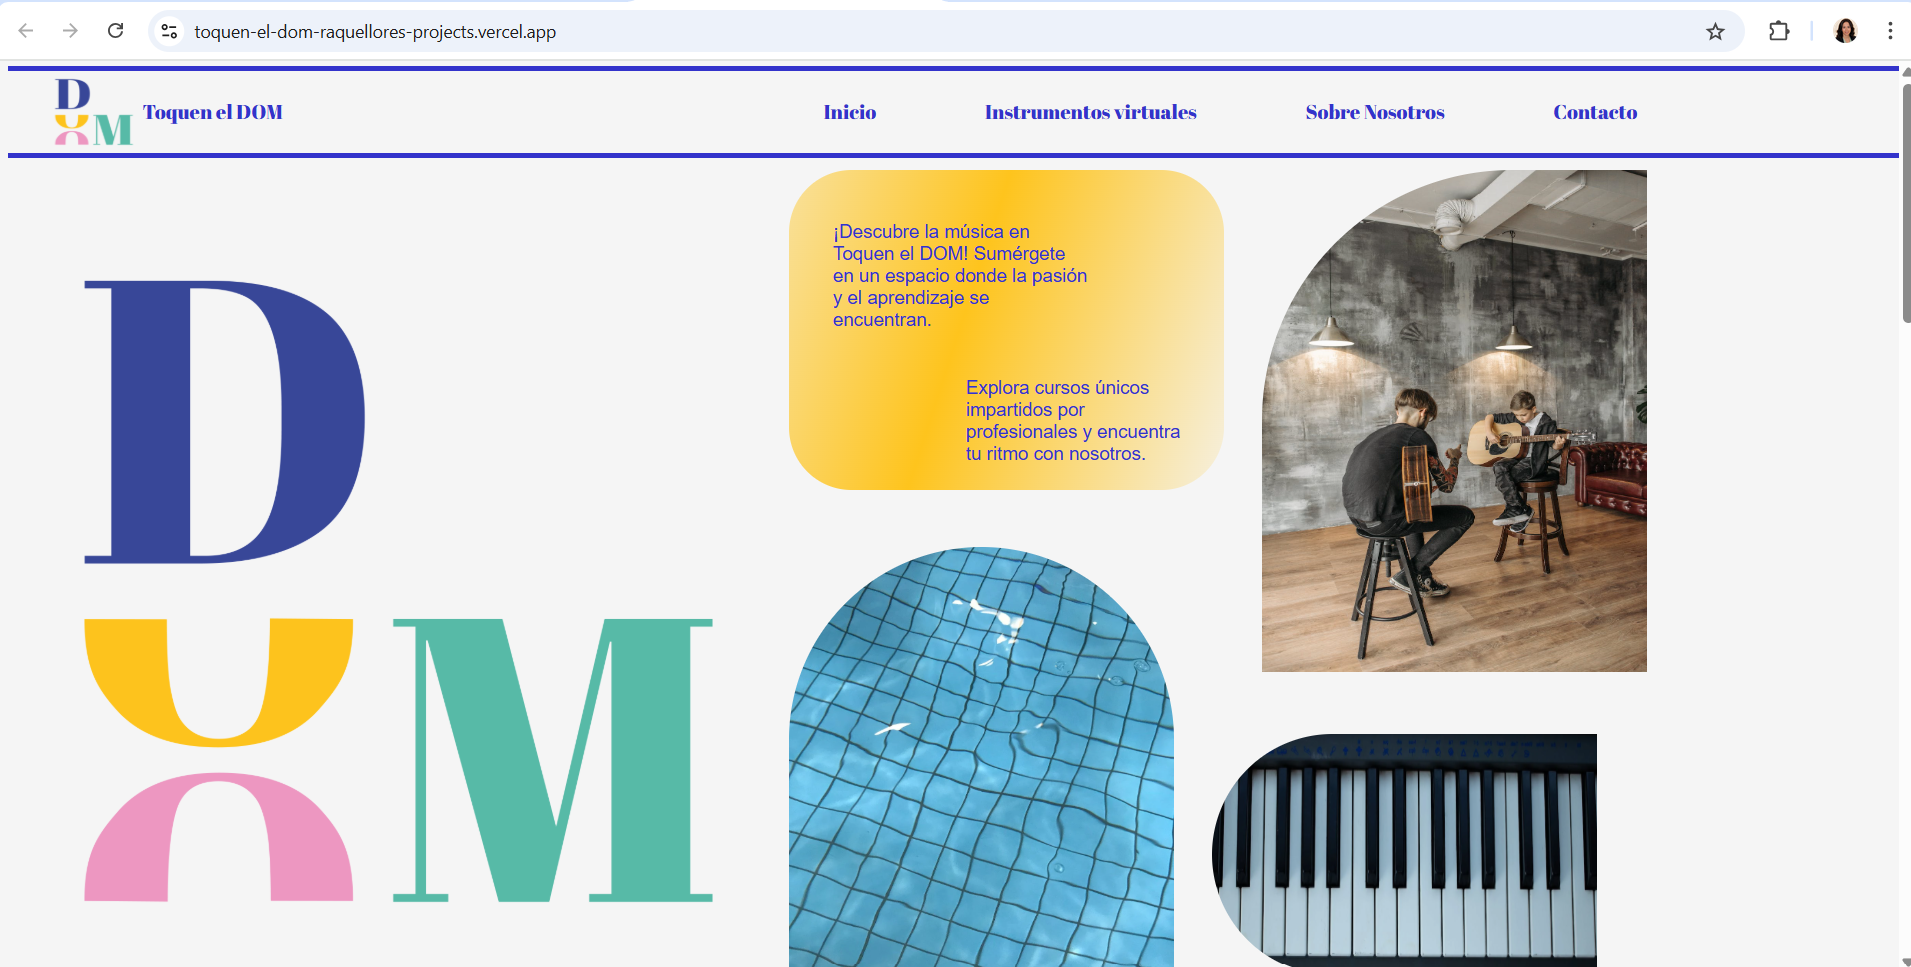 toquen-el-dom-raquellores-projects.vercel.app
D
O M
Toquen el DOM
Inicio
Instrumentos virtuales
Sobre Nosotros
Contacto
¡Descubre la música en
Toquen el DOM! Sumérgete
en un espacio donde la pasión
y el aprendizaje se
encuentran.
Explora cursos únicos
impartidos por
profesionales y encuentra
tu ritmo con nosotros.
D
O M